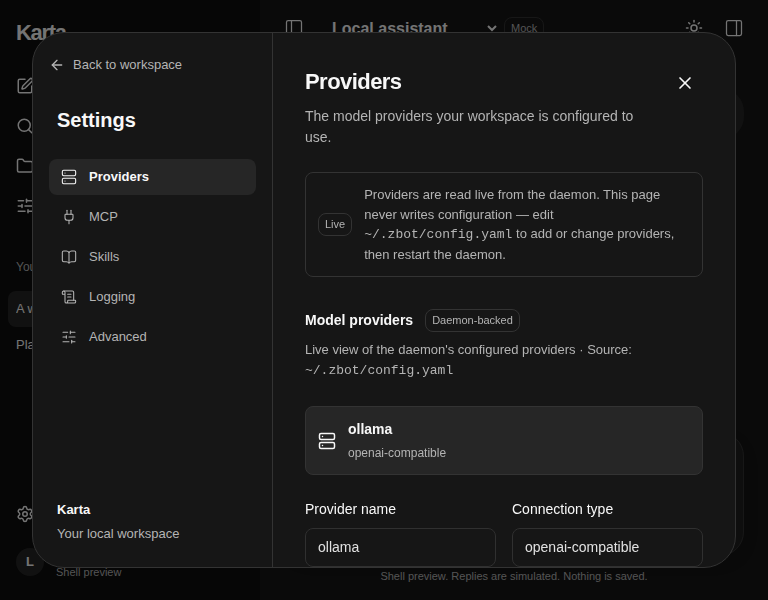 Karta
Local assistant
Mock
Back to workspace
Settings
Providers
MCP
Skills
Logging
Advanced
Karta
Your local workspace
Providers
The model providers your workspace is configured to
use.
Live
Providers are read live from the daemon. This page
never writes configuration — edit
~/.zbot/config.yaml to add or change providers,
then restart the daemon.
Model providers
Daemon-backed
Live view of the daemon's configured providers · Source:
~/.zbot/config.yaml
ollama
openai-compatible
Provider name
Connection type
ollama
openai-compatible
You
A w
Pla
L
Shell preview
Shell preview. Replies are simulated. Nothing is saved.